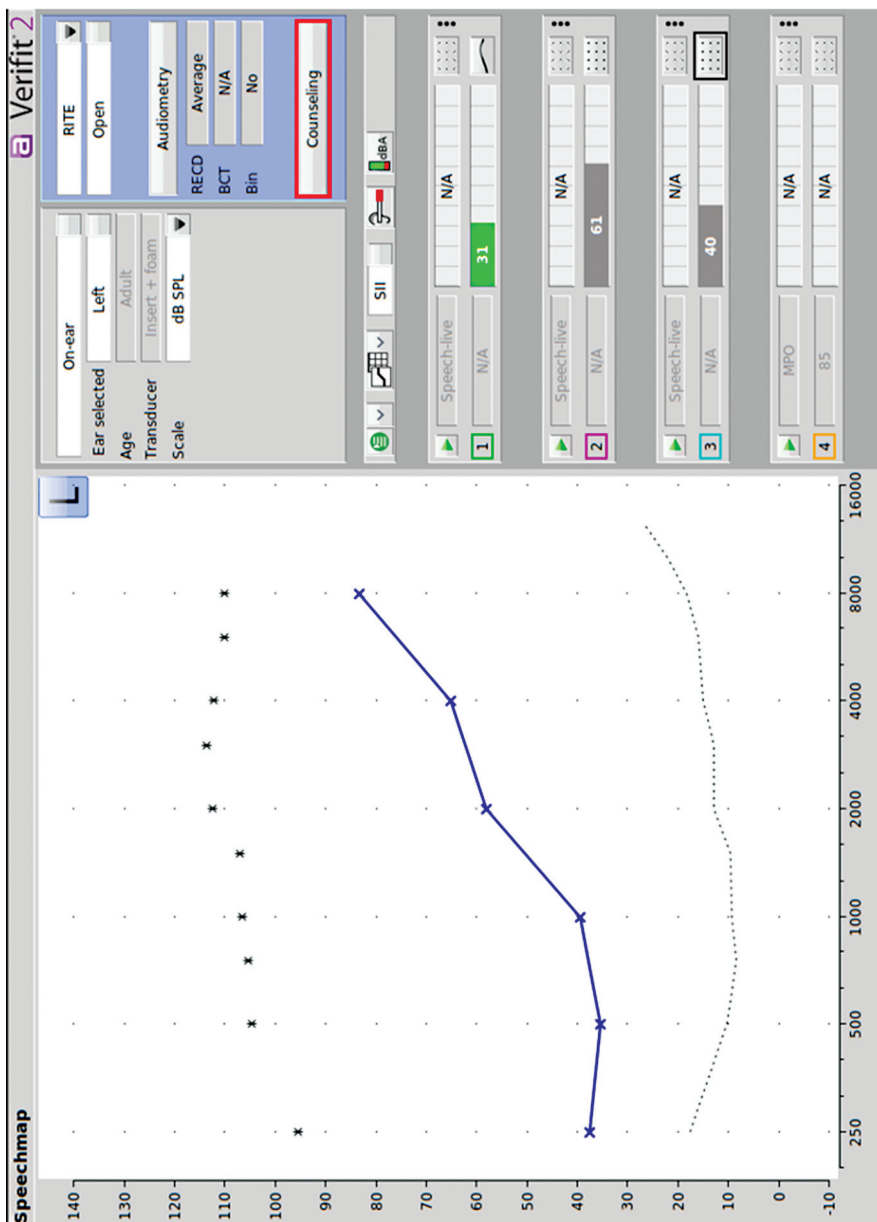 Speechmap
a Verifit 2
L
140
130
120
110
100
90
80
70
60
50
40
30
20
10
0
-10
250
500
1000
2000
4000
8000
16000
On-ear
Ear selected
Left
Age
Adult
Transducer
Insert + foam
Scale
dB SPL
RITE
Open
Audiometry
RECD
Average
BCT
N/A
Bin
No
Counseling
SII
dBA
Speech-live
N/A
1
N/A
31
Speech-live
N/A
2
N/A
61
Speech-live
N/A
3
N/A
40
MPO
N/A
4
85
N/A